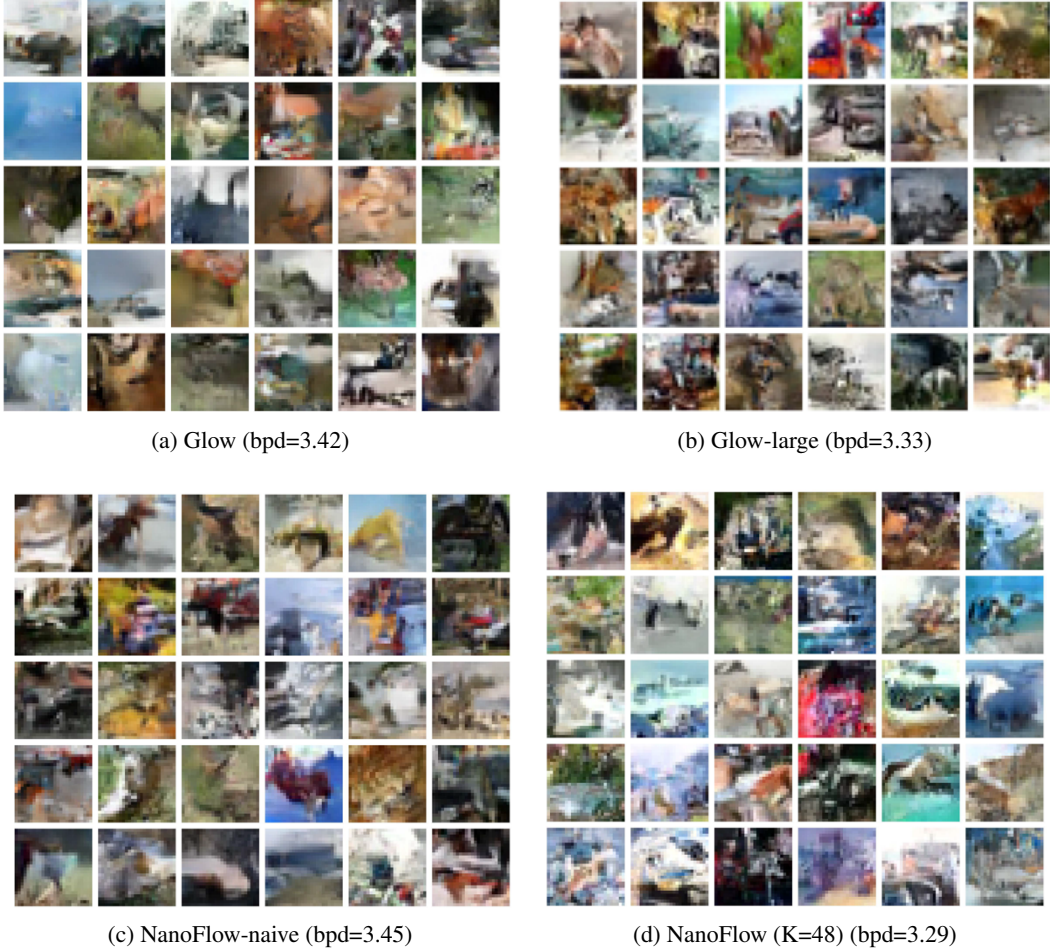 (a) Glow (bpd=3.42)
(b) Glow-large (bpd=3.33)
(c) NanoFlow-naive (bpd=3.45)
(d) NanoFlow (K=48) (bpd=3.29)